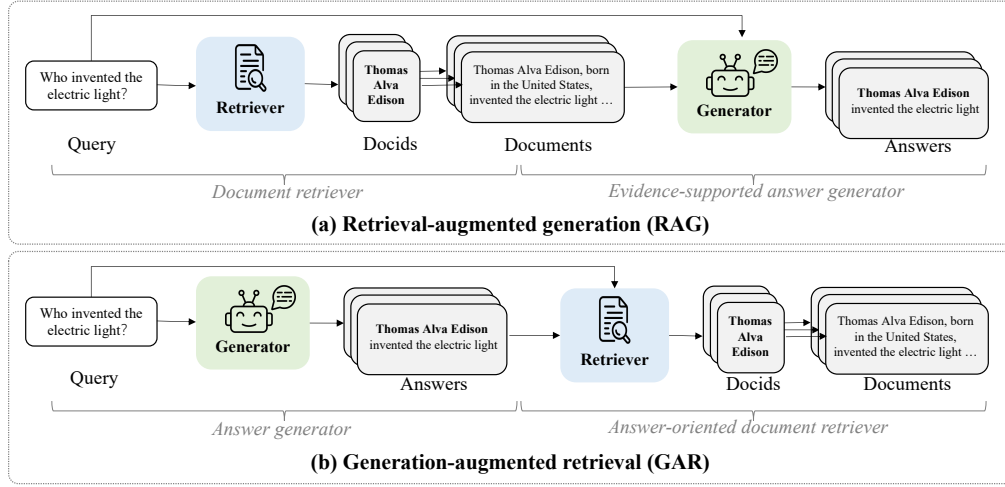 Who invented the
electric light?
Query
Retriever
Thomas
Alva
Edison
Docids
Thomas Alva Edison, born
in the United States,
invented the electric light …
Documents
Generator
Thomas Alva Edison
invented the electric light
Answers
Document retriever
Evidence-supported answer generator
(a) Retrieval-augmented generation (RAG)
Who invented the
electric light?
Query
Generator
Thomas Alva Edison
invented the electric light
Answers
Retriever
Thomas
Alva
Edison
Docids
Thomas Alva Edison, born
in the United States,
invented the electric light …
Documents
Answer generator
Answer-oriented document retriever
(b) Generation-augmented retrieval (GAR)